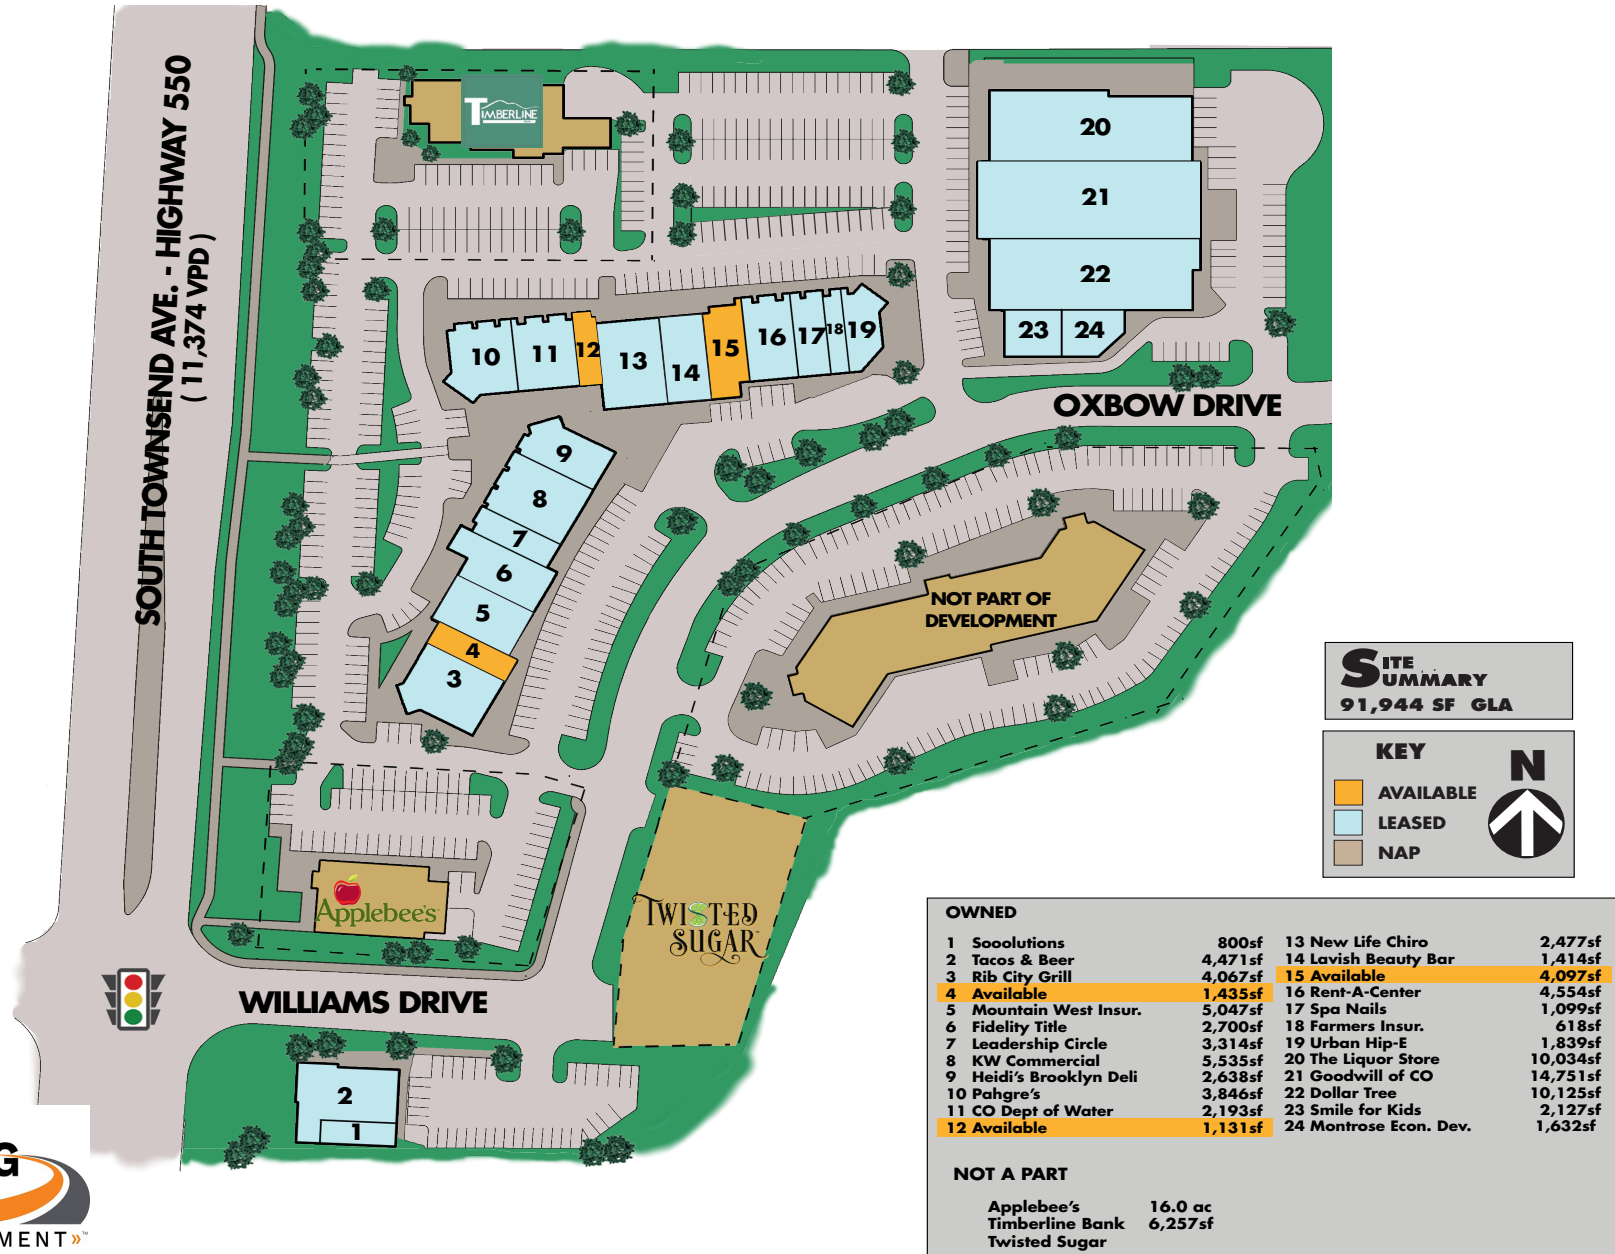 SOUTH TOWNSEND AVE. - HIGHWAY 550
( 11,374 VPD )
TIMBERLINE
20
21
22
23
24
10
11
12
13
14
15
16
17
18
19
OXBOW DRIVE
9
8
7
6
5
4
3
NOT PART OF
DEVELOPMENT
SITE
SUMMARY
91,944 SF GLA
KEY
N
AVAILABLE
LEASED
NAP
Applebee's
TWISTED
SUGAR
WILLIAMS DRIVE
2
1
G
MENT»™
OWNED
1 Sooolutions 800sf
2 Tacos & Beer 4,471sf
3 Rib City Grill 4,067sf
4 Available 1,435sf
5 Mountain West Insur. 5,047sf
6 Fidelity Title 2,700sf
7 Leadership Circle 3,314sf
8 KW Commercial 5,535sf
9 Heidi's Brooklyn Deli 2,638sf
10 Pahgre's 3,846sf
11 CO Dept of Water 2,193sf
12 Available 1,131sf
13 New Life Chiro 2,477sf
14 Lavish Beauty Bar 1,414sf
15 Available 4,097sf
16 Rent-A-Center 4,554sf
17 Spa Nails 1,099sf
18 Farmers Insur. 618sf
19 Urban Hip-E 1,839sf
20 The Liquor Store 10,034sf
21 Goodwill of CO 14,751sf
22 Dollar Tree 10,125sf
23 Smile for Kids 2,127sf
24 Montrose Econ. Dev. 1,632sf
NOT A PART
Applebee's 16.0 ac
Timberline Bank 6,257sf
Twisted Sugar